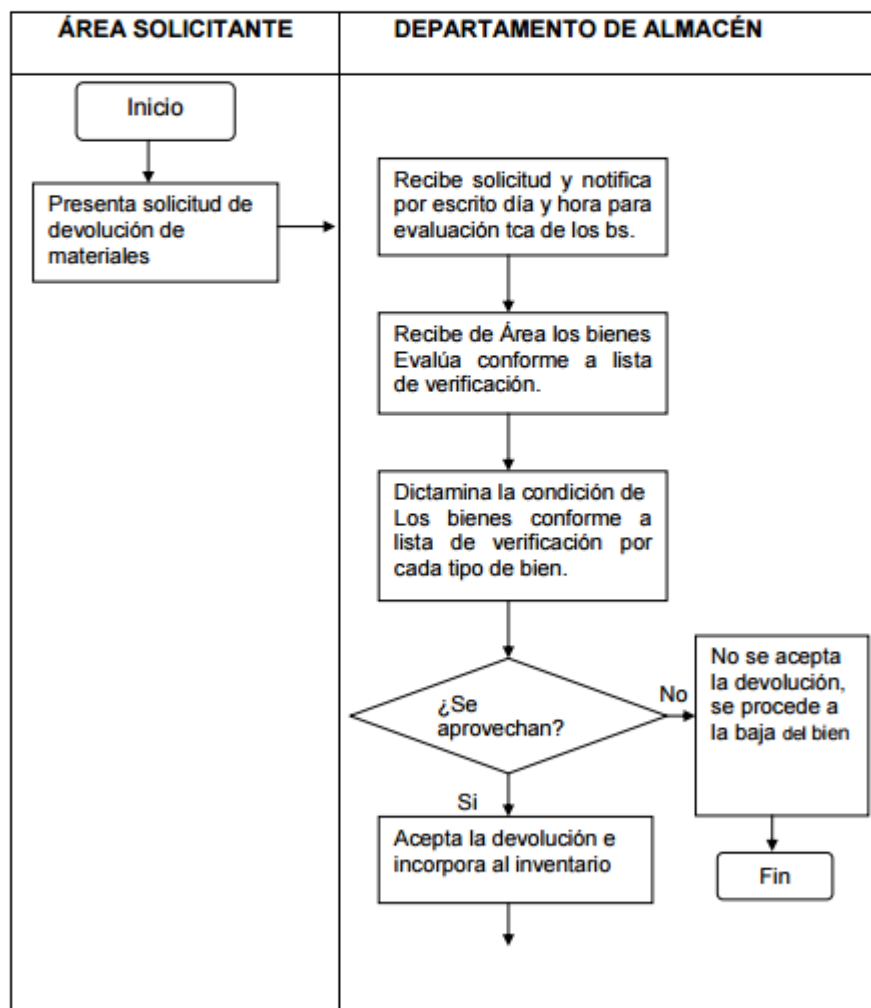 ÁREA SOLICITANTE
DEPARTAMENTO DE ALMACÉN
Inicio
Presenta solicitud de
devolución de
materiales
Recibe solicitud y notifica
por escrito día y hora para
evaluación tca de los bs.
Recibe de Área los bienes
Evalúa conforme a lista
de verificación.
Dictamina la condición de
Los bienes conforme a
lista de verificación por
cada tipo de bien.
¿Se
aprovechan?
No
No se acepta
la devolución,
se procede a
la baja del bien
Si
Acepta la devolución e
incorpora al inventario
Fin